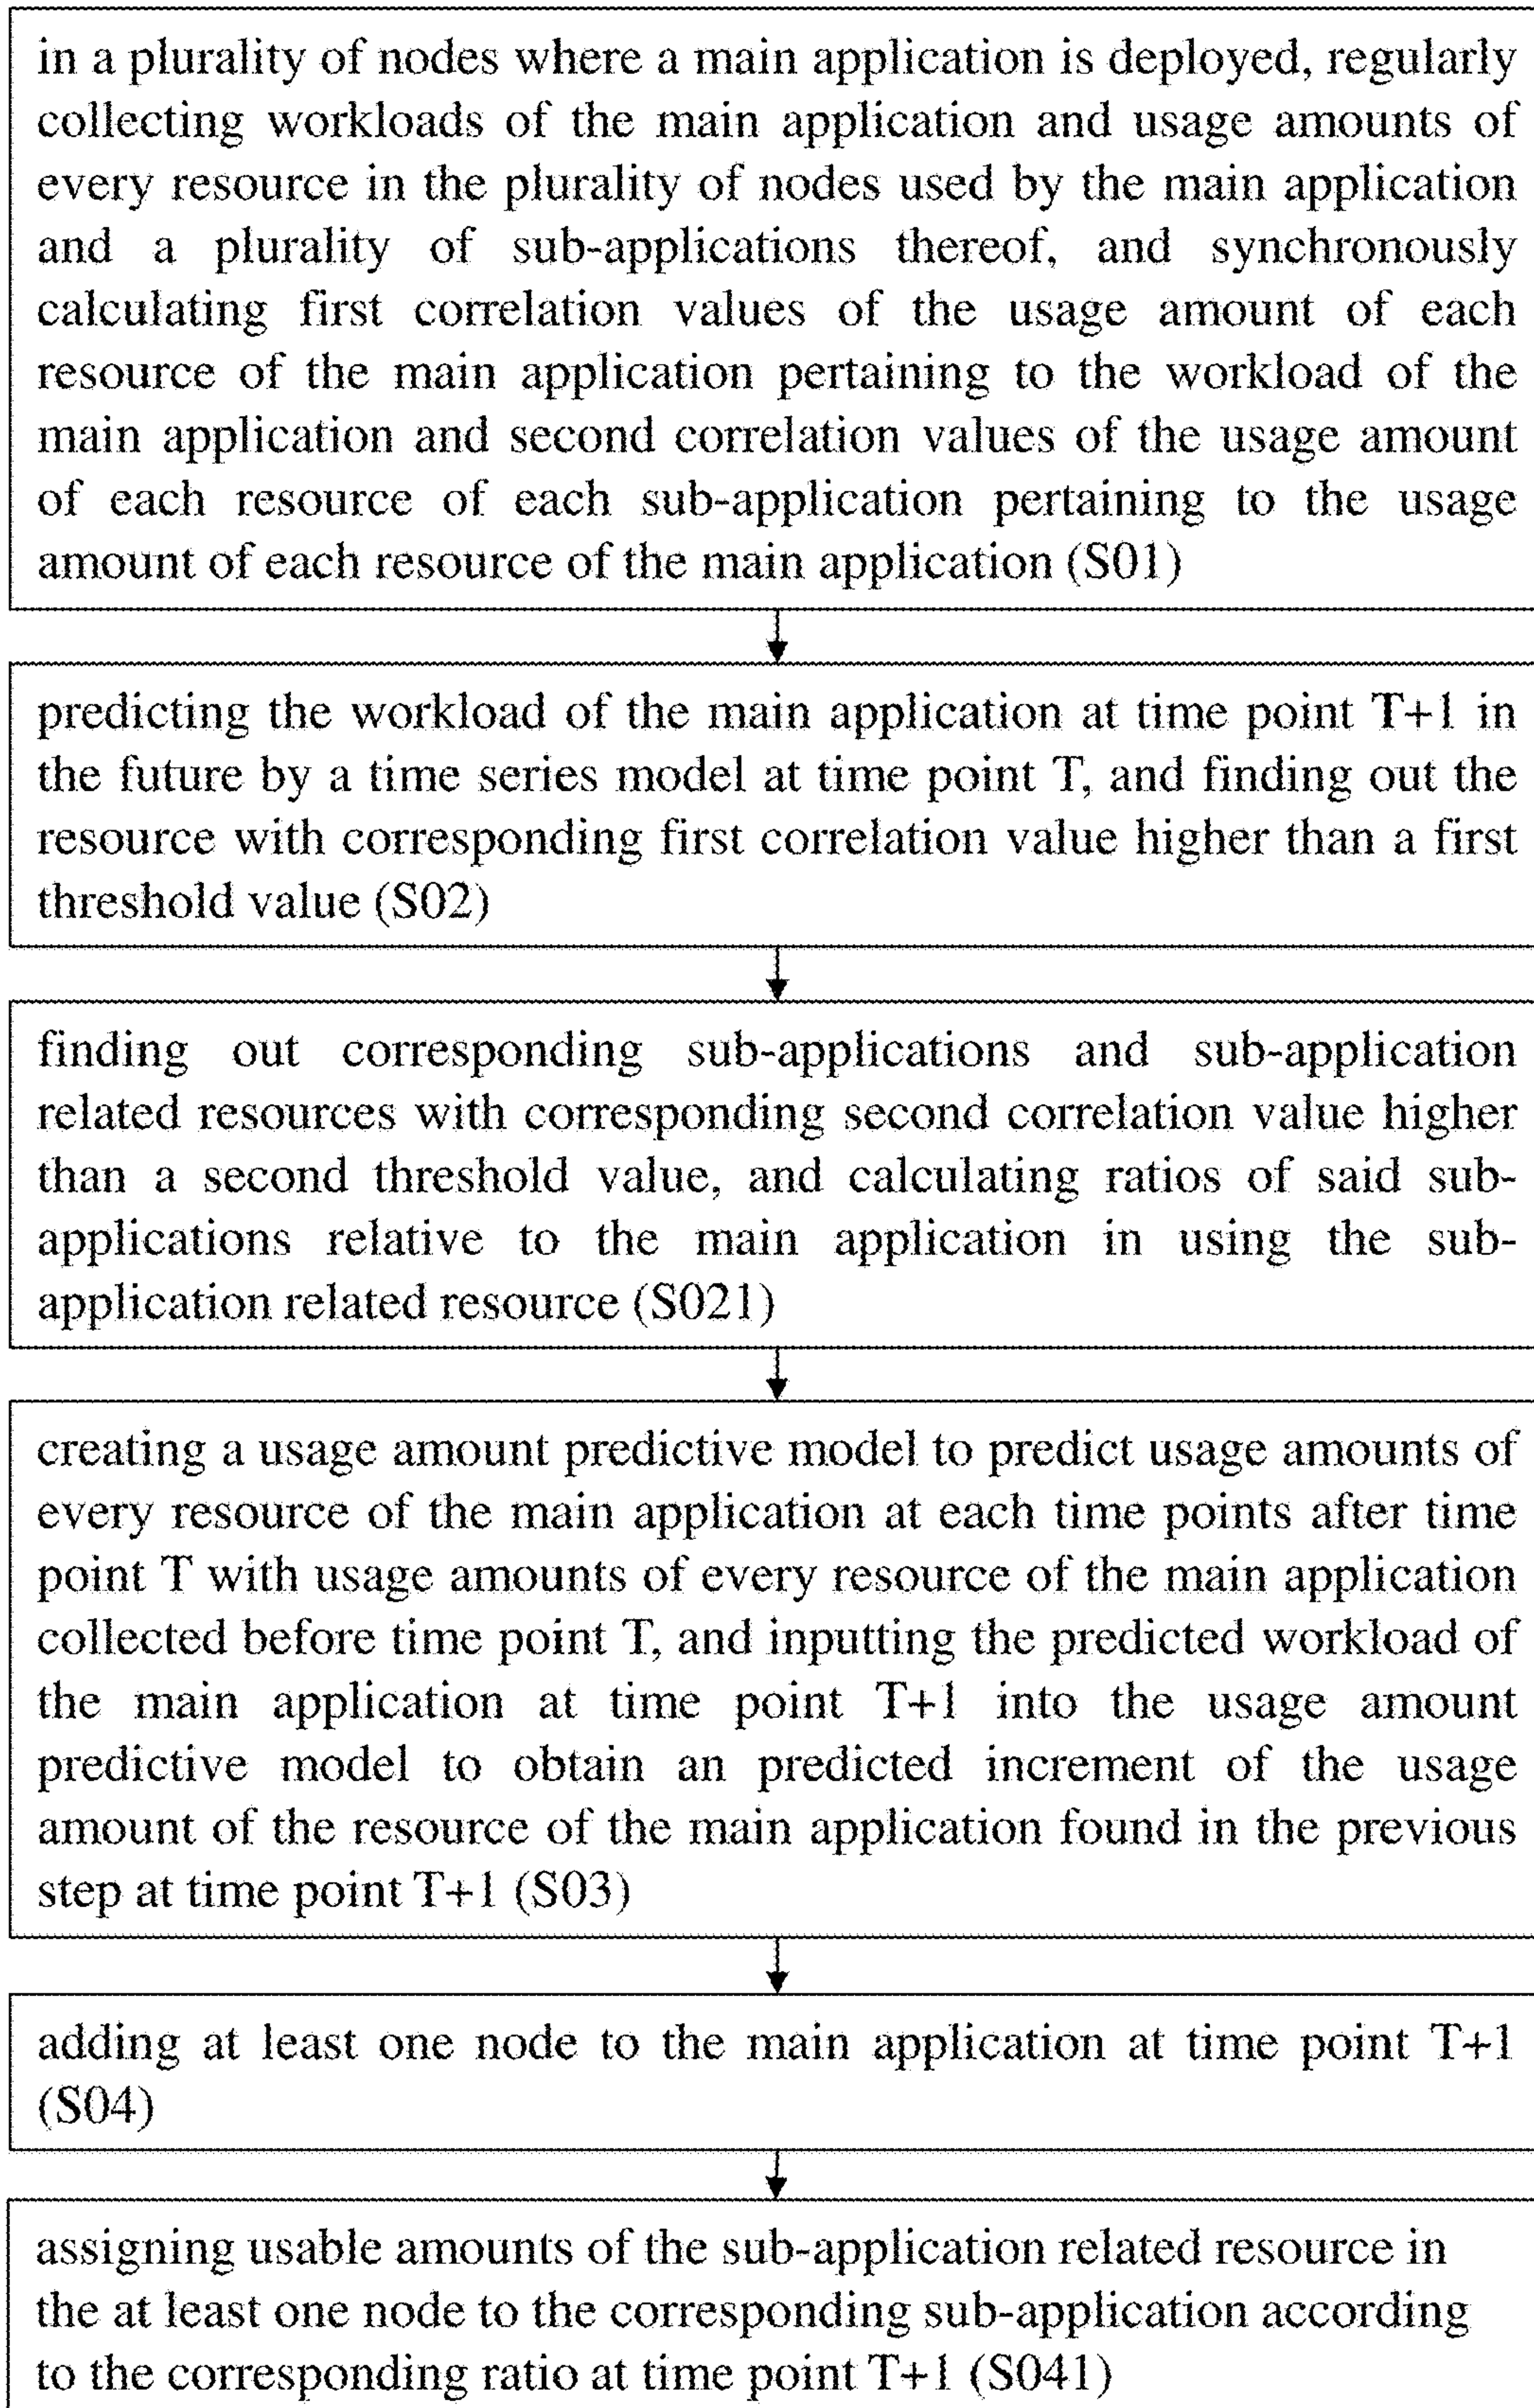 in a plurality of nodes where a main application is deployed, regularly
collecting workloads of the main application and usage amounts of
every resource in the plurality of nodes used by the main application
and a plurality of sub-applications thereof, and synchronously
calculating first correlation values of the usage amount of each
resource of the main application pertaining to the workload of the
main application and second correlation values of the usage amount
of each resource of each sub-application pertaining to the usage
amount of each resource of the main application (S01)
predicting the workload of the main application at time point T+1 in
the future by a time series model at time point T, and finding out the
resource with corresponding first correlation value higher than a first
threshold value (S02)
finding out corresponding sub-applications and sub-application
related resources with corresponding second correlation value higher
than a second threshold value, and calculating ratios of said sub-
applications relative to the main application in using the sub-
application related resource (S021)
creating a usage amount predictive model to predict usage amounts of
every resource of the main application at each time points after time
point T with usage amounts of every resource of the main application
collected before time point T, and inputting the predicted workload of
the main application at time point T+1 into the usage amount
predictive model to obtain an predicted increment of the usage
amount of the resource of the main application found in the previous
step at time point T+1 (S03)
adding at least one node to the main application at time point T+1
(S04)
assigning usable amounts of the sub-application related resource in
the at least one node to the corresponding sub-application according
to the corresponding ratio at time point T+1 (S041)